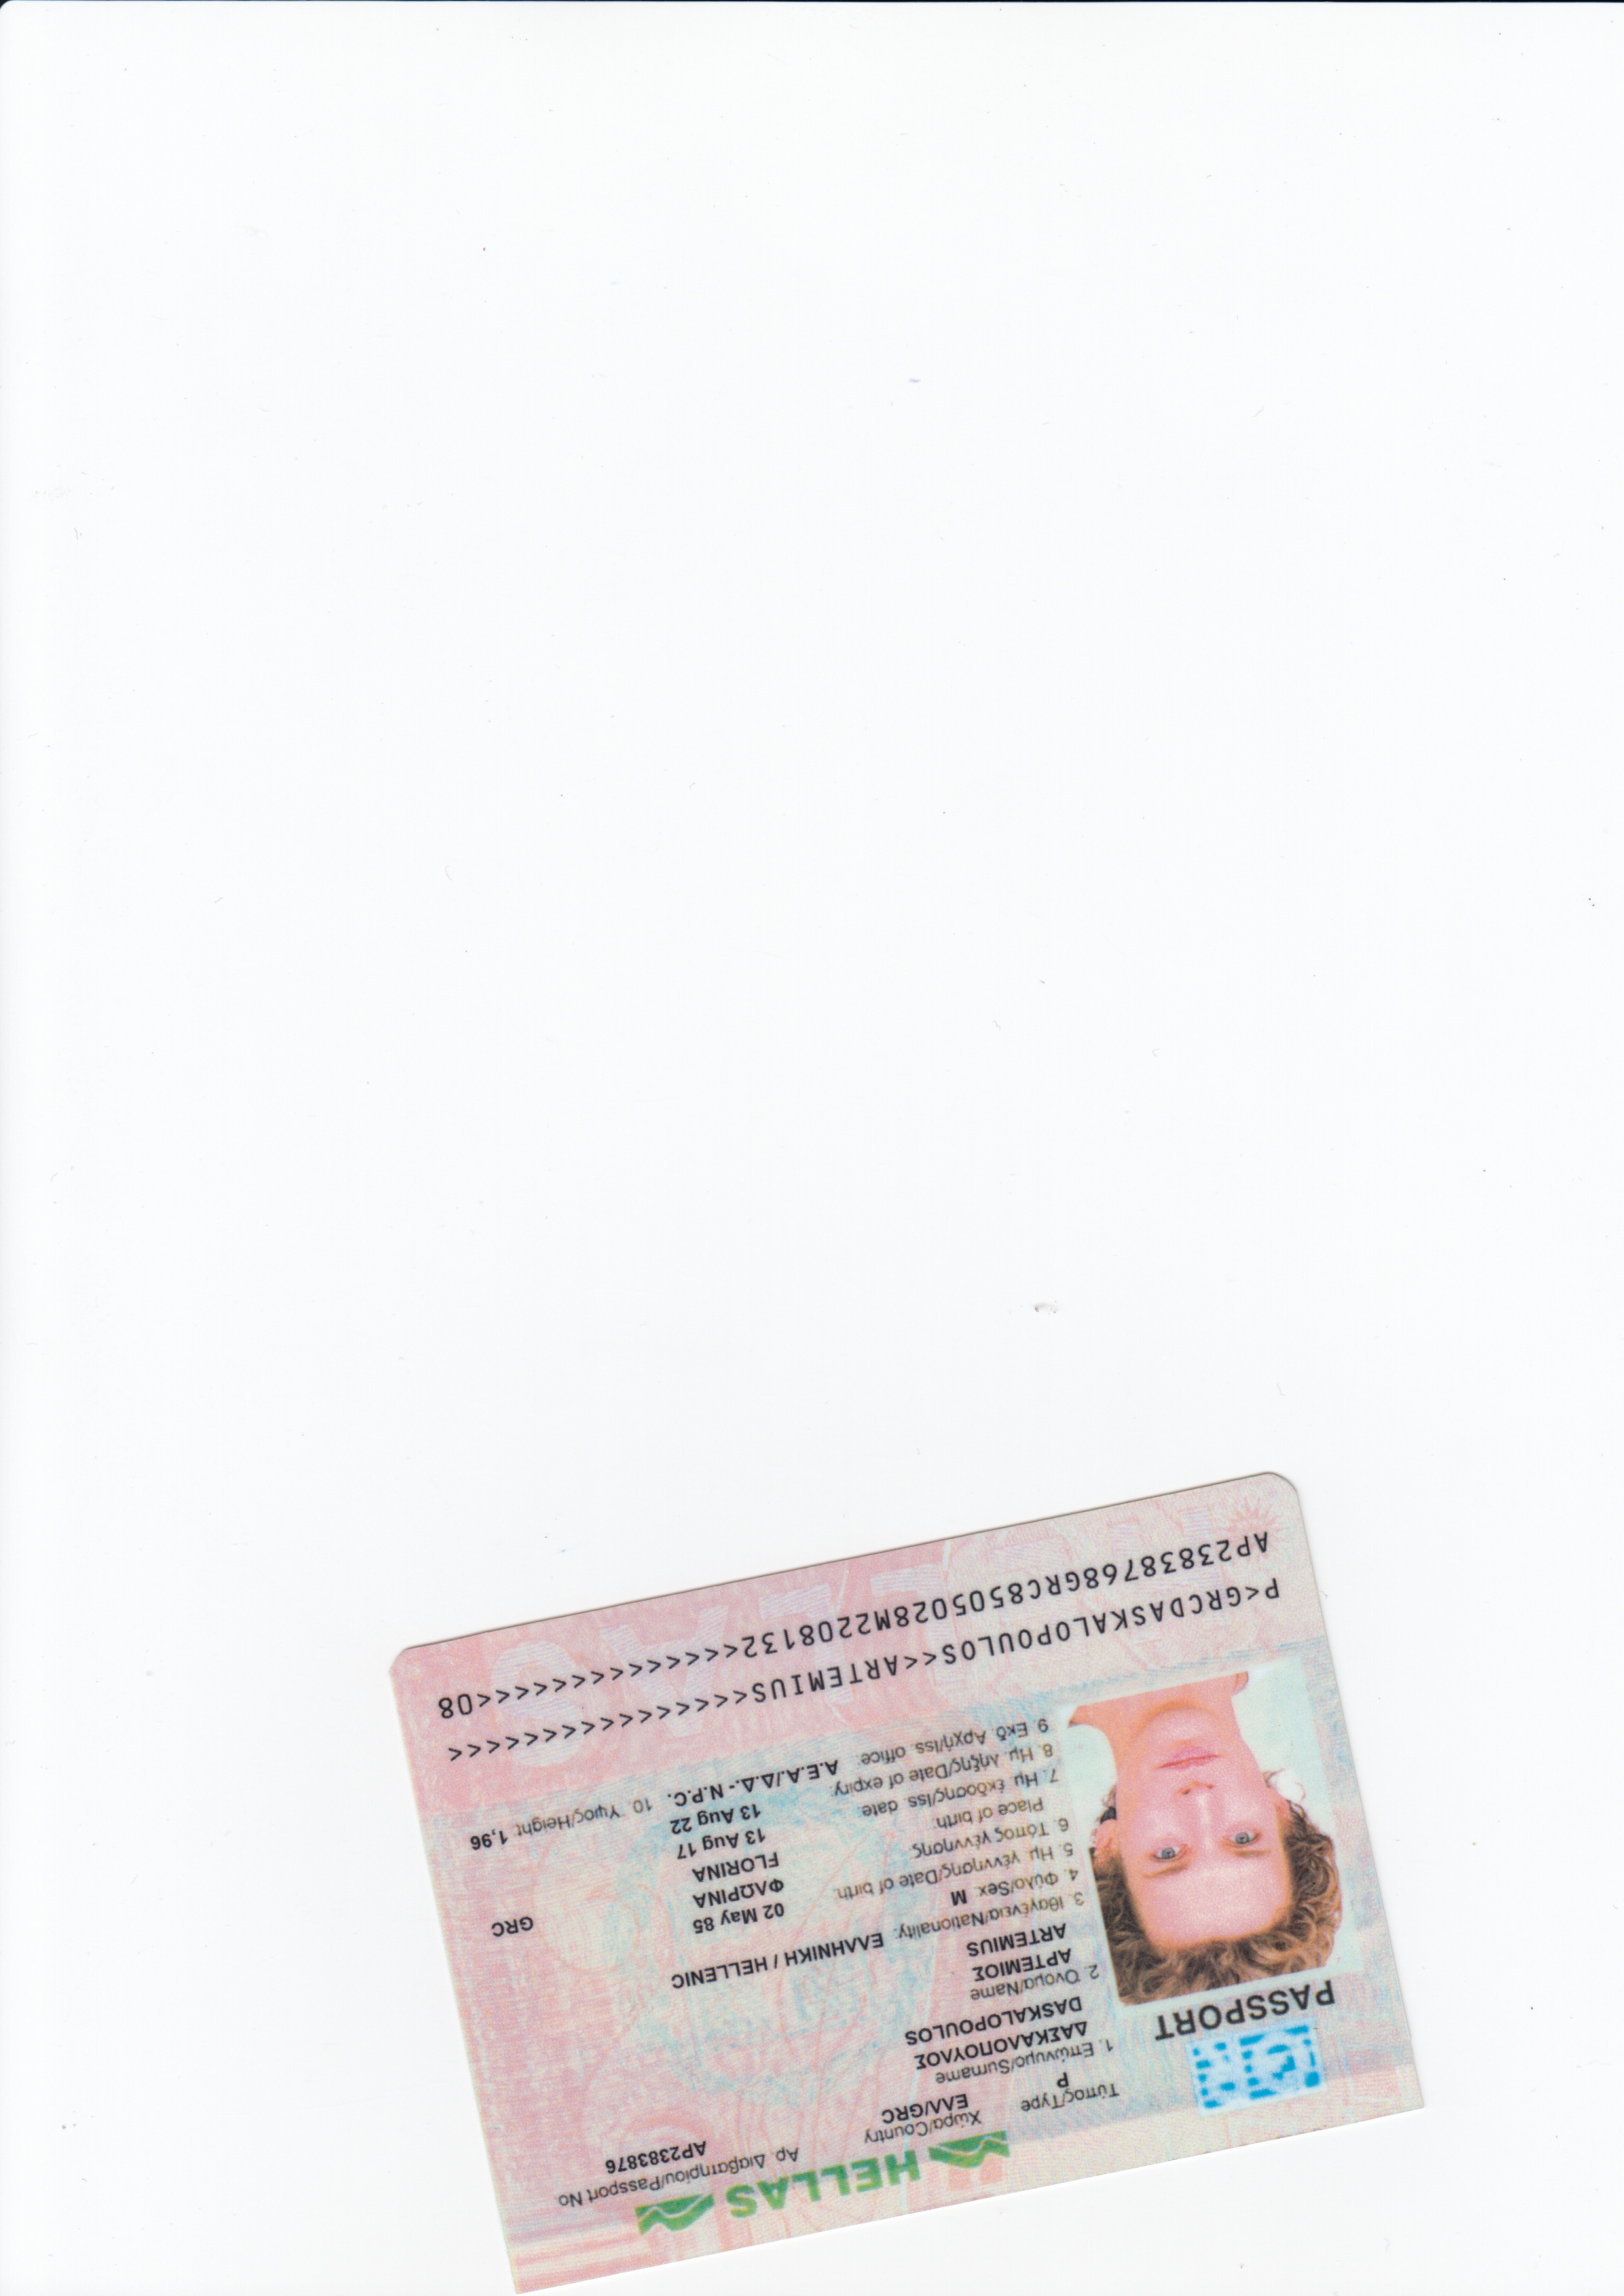 HELLAS
Τύπος/Type
P
Χώρα/Country
ΕΛΛ/GRC
Αρ. Διαβατηρίου/Passport No
AP2383876
PASSPORT
1. Επώνυμο/Surname
ΔΑΣΚΑΛΟΠΟΥΛΟΣ
DASKALOPOULOS
2. Όνομα/Name
ΑΡΤΕΜΙΟΣ
ARTEMIUS
3. Ιθαγένεια/Nationality: ΕΛΛΗΝΙΚΗ / HELLENIC
4. Φύλο/Sex: M
5. Ημ. γέννησης/Date of birth: 02 May 85
6. Τόπος γέννησης: ΦΛΩΡΙΝΑ GRC
Place of birth: FLORINA
7. Ημ. έκδοσης/Iss. date: 13 Aug 17
8. Ημ. λήξης/Date of expiry: 13 Aug 22
9. Εκδ. Αρχή/Iss. office: Α.Ε.Α./Δ.Δ.- N.P.C. 10. Ύψος/Height: 1,96
P<GRCDASKALOPOULOS<<ARTEMIUS<<<<<<<<<<<<<<<<
AP23838768GRC8505028M2208132<<<<<<<<<<<<<<08